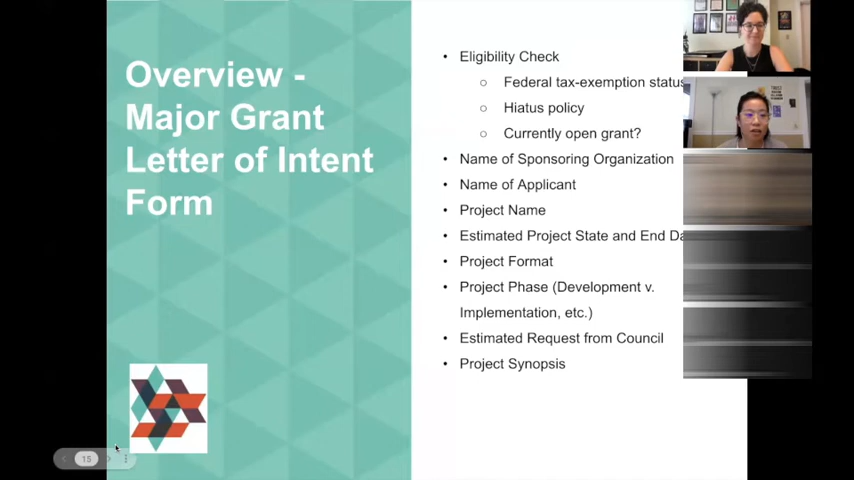 Overview -
Major Grant
Letter of Intent
Form
• Eligibility Check
○ Federal tax-exemption status
○ Hiatus policy
○ Currently open grant?
• Name of Sponsoring Organization
• Name of Applicant
• Project Name
• Estimated Project State and End Da
• Project Format
• Project Phase (Development v.
Implementation, etc.)
• Estimated Request from Council
• Project Synopsis
15